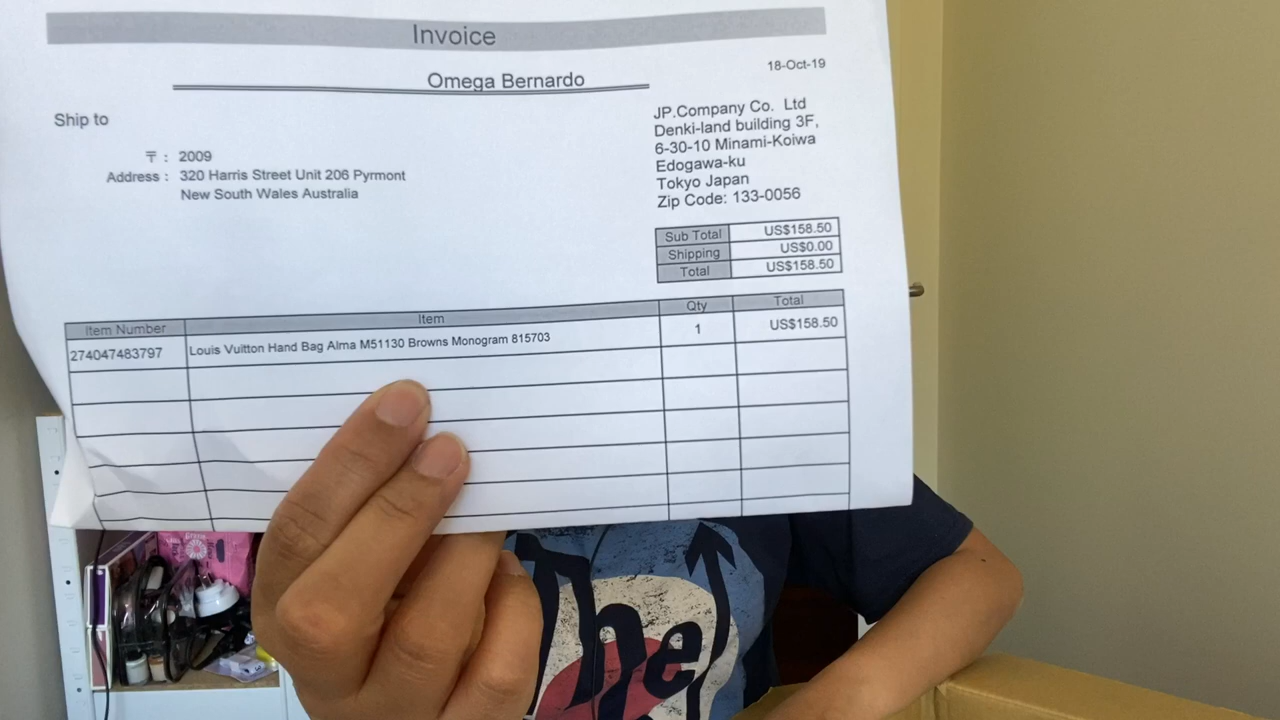 Invoice
18-Oct-19
Omega Bernardo
Ship to
〒 : 2009
Address : 320 Harris Street Unit 206 Pyrmont
New South Wales Australia
JP.Company Co. Ltd
Denki-land building 3F,
6-30-10 Minami-Koiwa
Edogawa-ku
Tokyo Japan
Zip Code: 133-0056
Sub Total US$158.50
Shipping US$0.00
Total US$158.50
Item Number Item Qty Total
274047483797 Louis Vuitton Hand Bag Alma M51130 Browns Monogram 815703 1 US$158.50
The